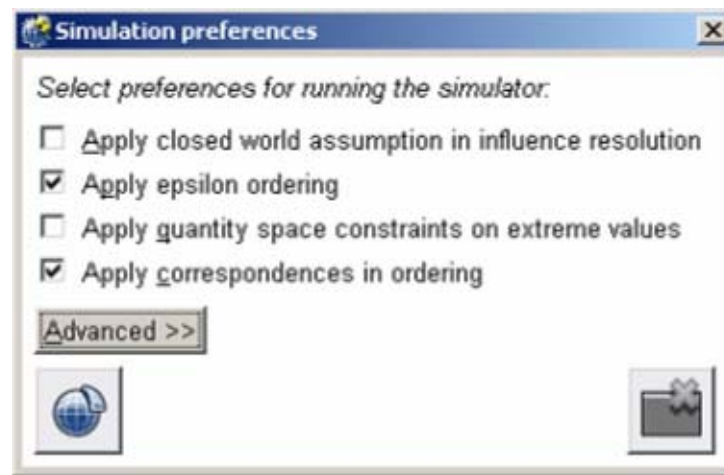 Simulation preferences
Select preferences for running the simulator:
Apply closed world assumption in influence resolution
Apply epsilon ordering
Apply quantity space constraints on extreme values
Apply correspondences in ordering
Advanced >>